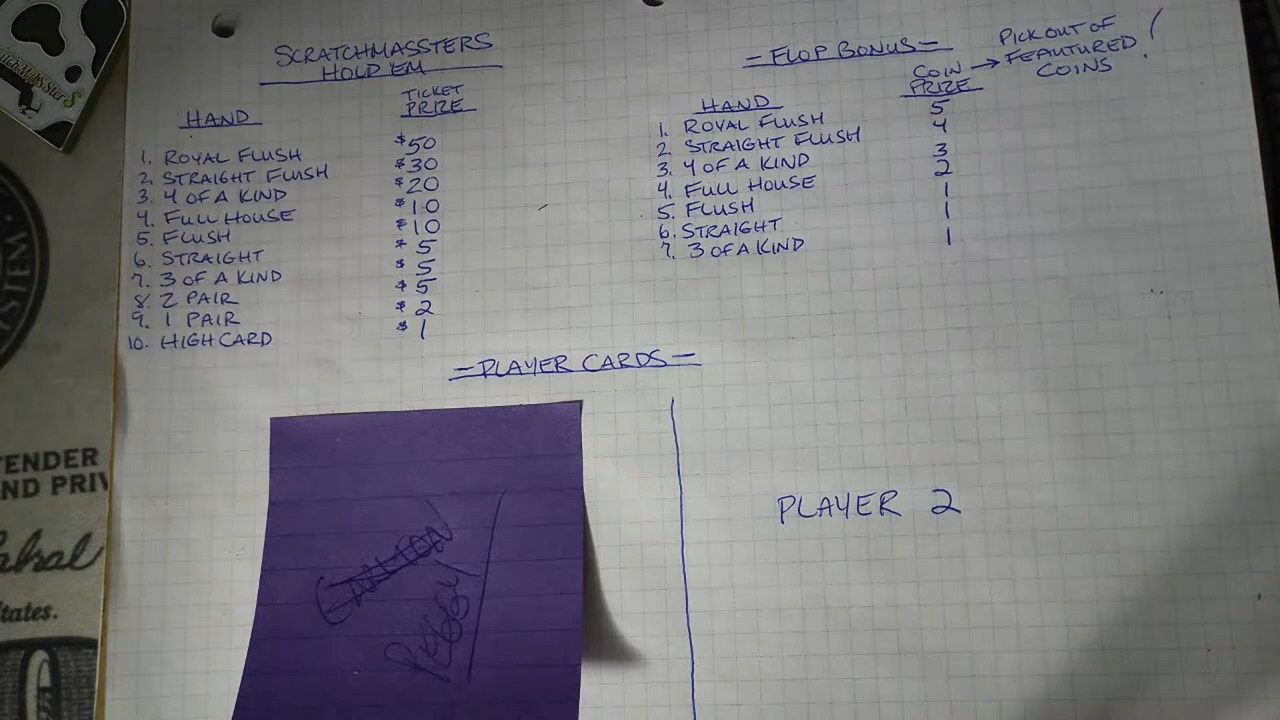 SCRATCHMASSTERS
HOLD'EM
HAND TICKET PRIZE
1. ROYAL FLUSH $50
2. STRAIGHT FLUSH $30
3. 4 OF A KIND $20
4. FULL HOUSE $10
5. FLUSH $10
6. STRAIGHT $5
7. 3 OF A KIND $5
8. 2 PAIR $5
9. 1 PAIR $2
10. HIGH CARD $1
- FLOP BONUS -
HAND COIN PRIZE → PICK OUT OF FEAUTURED COINS !
1. ROYAL FLUSH 5
2. STRAIGHT FLUSH 4
3. 4 OF A KIND 3
4. FULL HOUSE 2
5. FLUSH 1
6. STRAIGHT 1
7. 3 OF A KIND 1
- PLAYER CARDS -
PEGGY
PLAYER 2
TENDER
ND PRIV
tates.